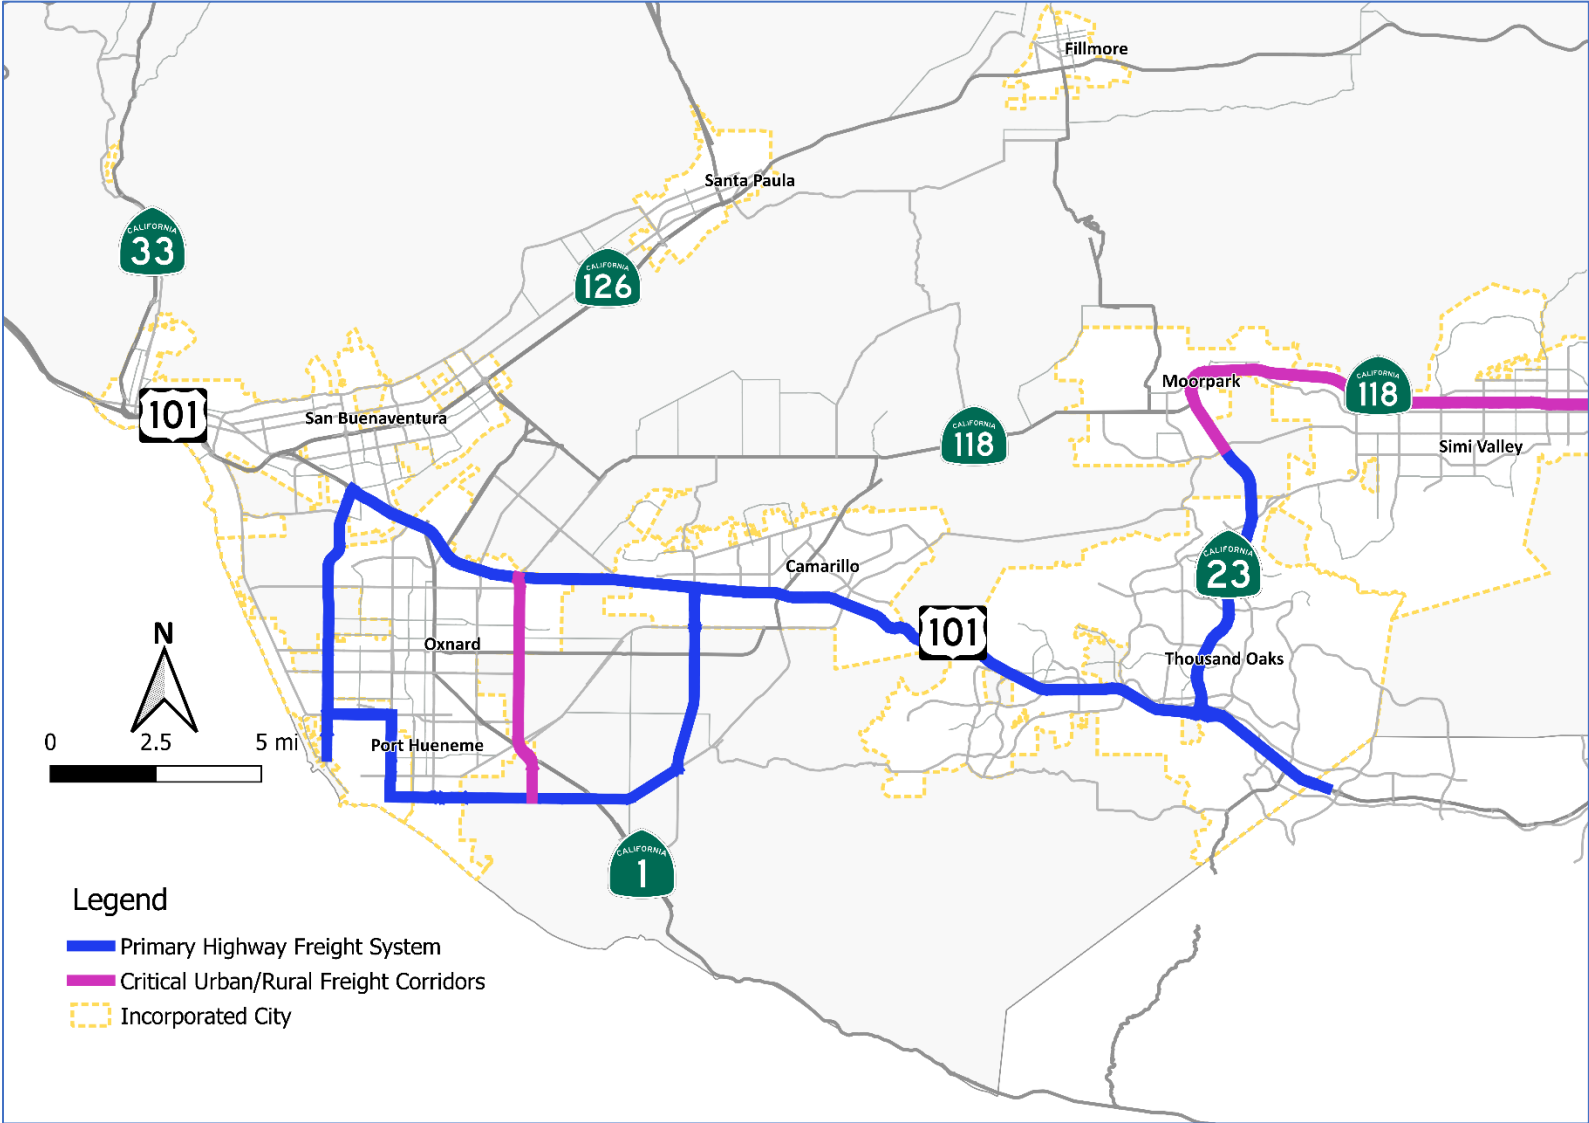 Fillmore
Santa Paula
CALIFORNIA
33
CALIFORNIA
126
CALIFORNIA
118
Moorpark
101
San Buenaventura
CALIFORNIA
118
Simi Valley
Camarillo
CALIFORNIA
23
101
N
Oxnard
Thousand Oaks
0 2.5 5 mi
Port Hueneme
CALIFORNIA
1
Legend
Primary Highway Freight System
Critical Urban/Rural Freight Corridors
Incorporated City